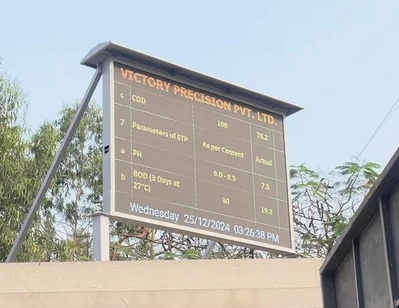 VICTORY PRECISION PVT. LTD.
c COD 100 76.2
7 Parameters of ETP As per Consent Actual
a PH 6.0 - 8.5 7.3
b BOD (3 Days at 27°C) 30 19.2
Wednesday 25/12/2024 03:26:38 PM